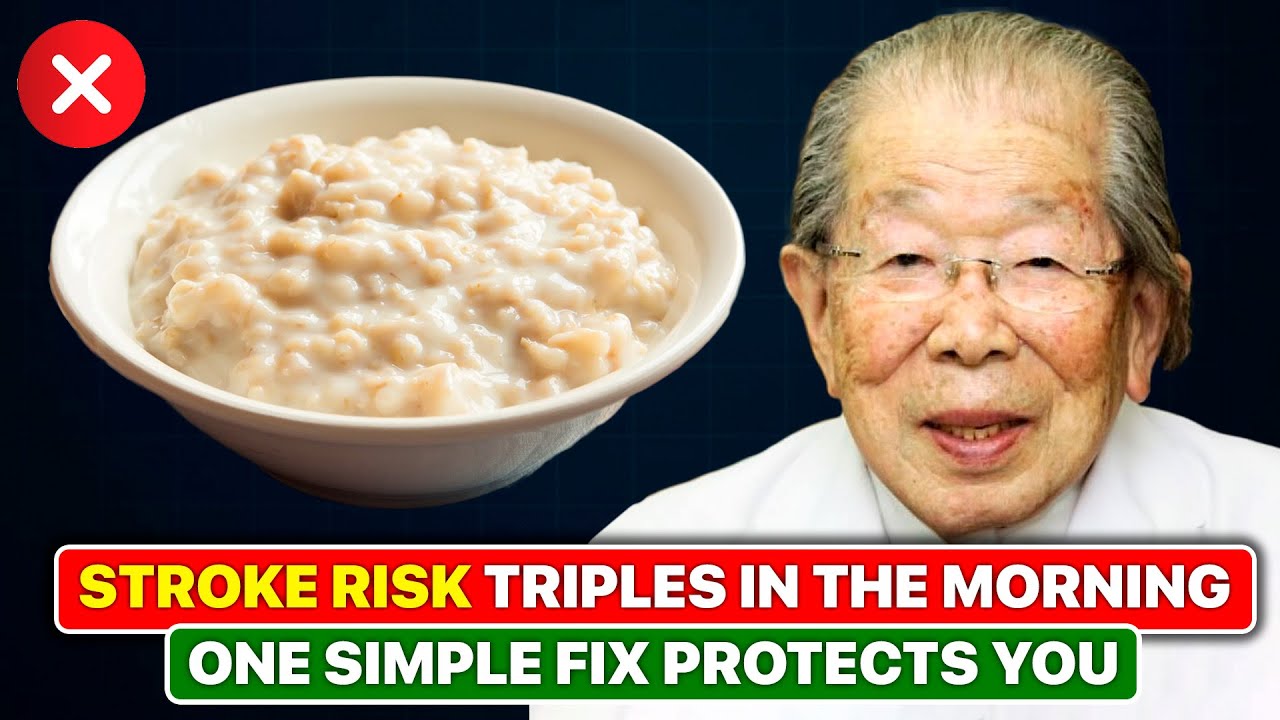 STROKE RISK TRIPLES IN THE MORNING
ONE SIMPLE FIX PROTECTS YOU